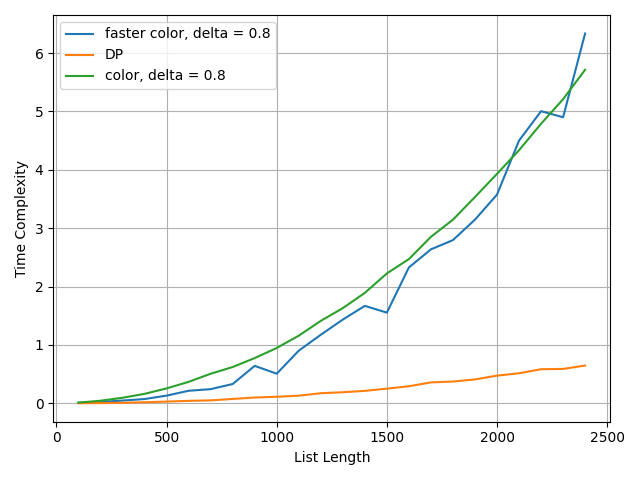 faster color, delta = 0.8
DP
color, delta = 0.8
Time Complexity
6
5
4
3
2
1
0
0 500 1000 1500 2000 2500
List Length